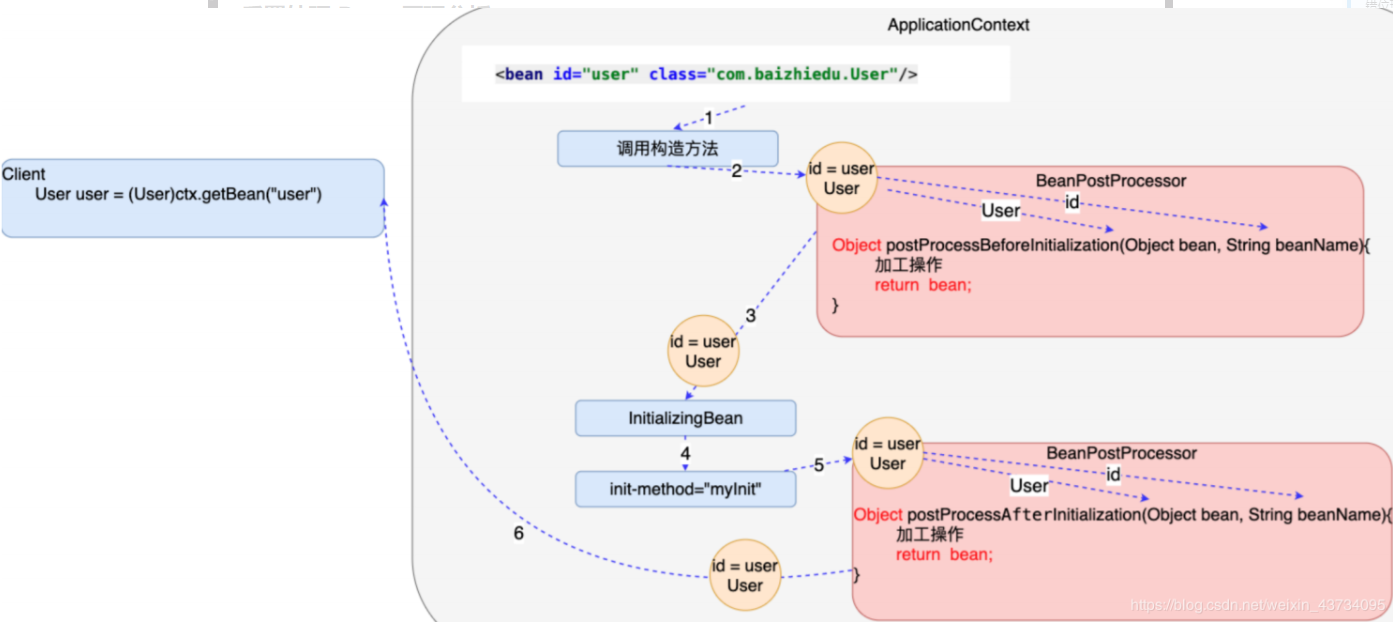 ApplicationContext
<bean id="user" class="com.baizhiedu.User"/>
1
调用构造方法
2
id = user
User
BeanPostProcessor
User
id
Object postProcessBeforeInitialization(Object bean, String beanName){
加工操作
return bean;
}
Client
User user = (User)ctx.getBean("user")
3
id = user
User
InitializingBean
4
init-method="myInit"
5
id = user
User
BeanPostProcessor
id
User
Object postProcessAfterInitialization(Object bean, String beanName){
加工操作
return bean;
}
6
id = user
User
https://blog.csdn.net/weixin_43734095